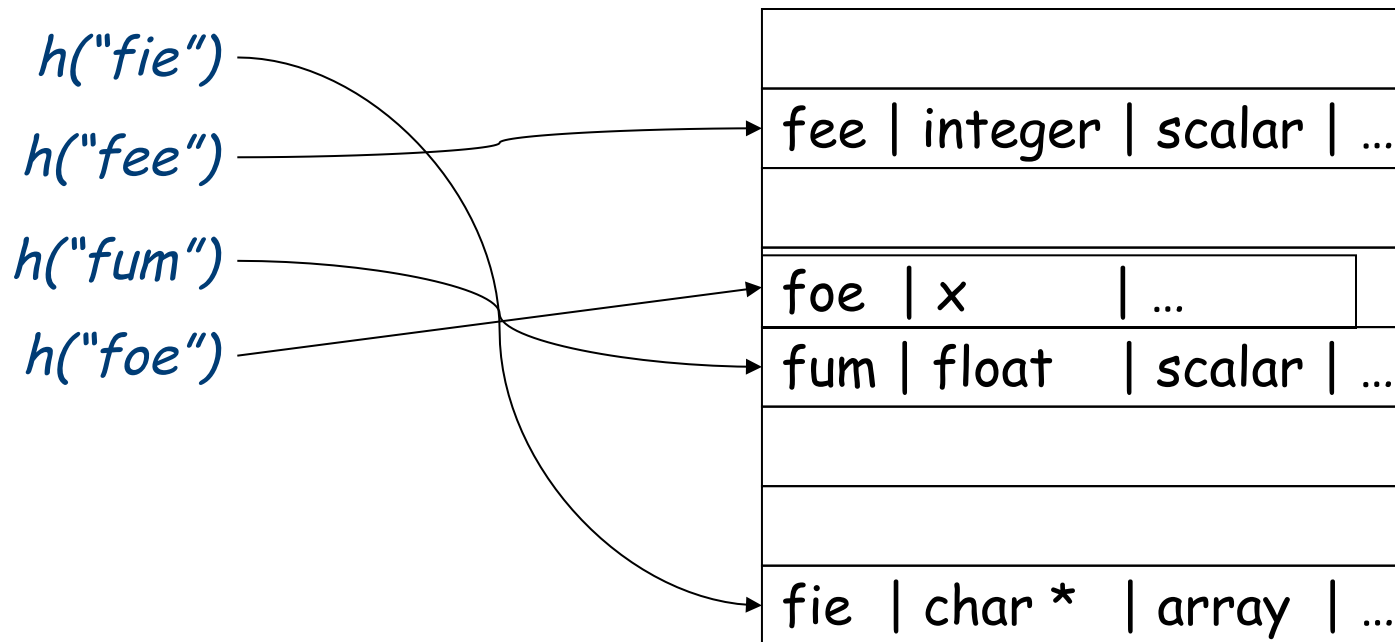 h("fie")
h("fee")
h("fum")
h("foe")
fee | integer | scalar | ...
foe | x | ...
fum | float | scalar | ...
fie | char * | array | ...